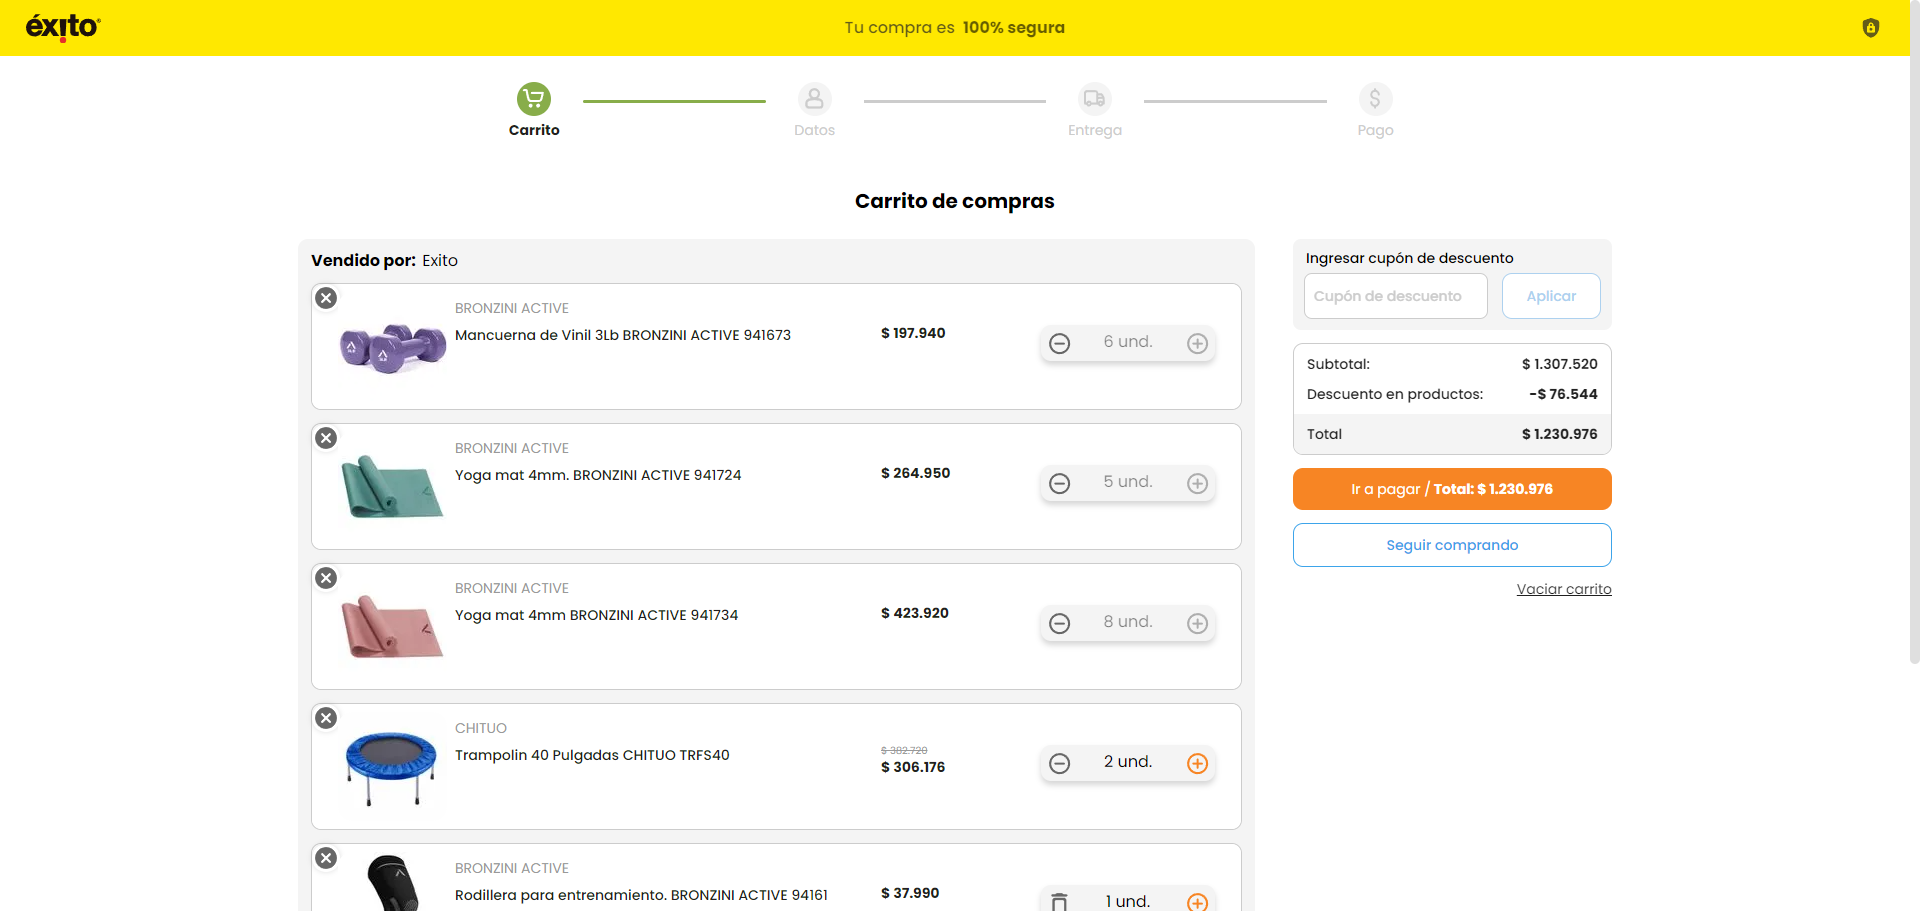 éxito
Tu compra es 100% segura
Carrito
Datos
Entrega
Pago
Carrito de compras
Vendido por: Exito
BRONZINI ACTIVE
Mancuerna de Vinil 3Lb BRONZINI ACTIVE 941673
$ 197.940
6 und.
BRONZINI ACTIVE
Yoga mat 4mm. BRONZINI ACTIVE 941724
$ 264.950
5 und.
BRONZINI ACTIVE
Yoga mat 4mm BRONZINI ACTIVE 941734
$ 423.920
8 und.
CHITUO
Trampolin 40 Pulgadas CHITUO TRFS40
$ 382.720
$ 306.176
2 und.
BRONZINI ACTIVE
Rodillera para entrenamiento. BRONZINI ACTIVE 94161
$ 37.990
1 und.
Ingresar cupón de descuento
Cupón de descuento
Aplicar
Subtotal: $ 1.307.520
Descuento en productos: -$ 76.544
Total $ 1.230.976
Ir a pagar / Total: $ 1.230.976
Seguir comprando
Vaciar carrito